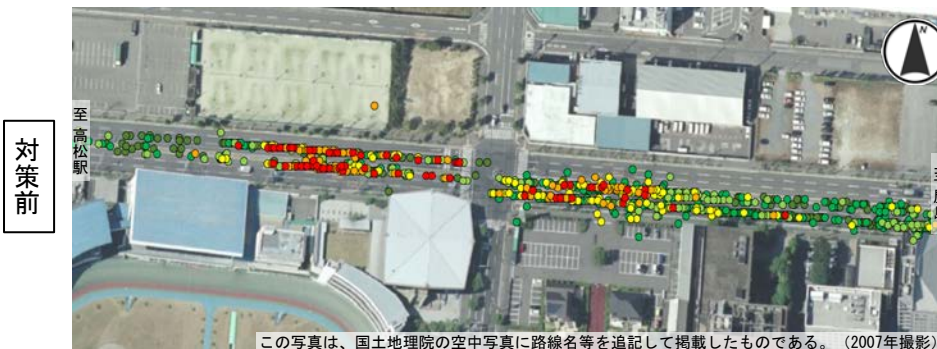 対策前
至 高松駅
N
至
この写真は、国土地理院の空中写真に路線名等を追記して掲載したものである。（2007年撮影）